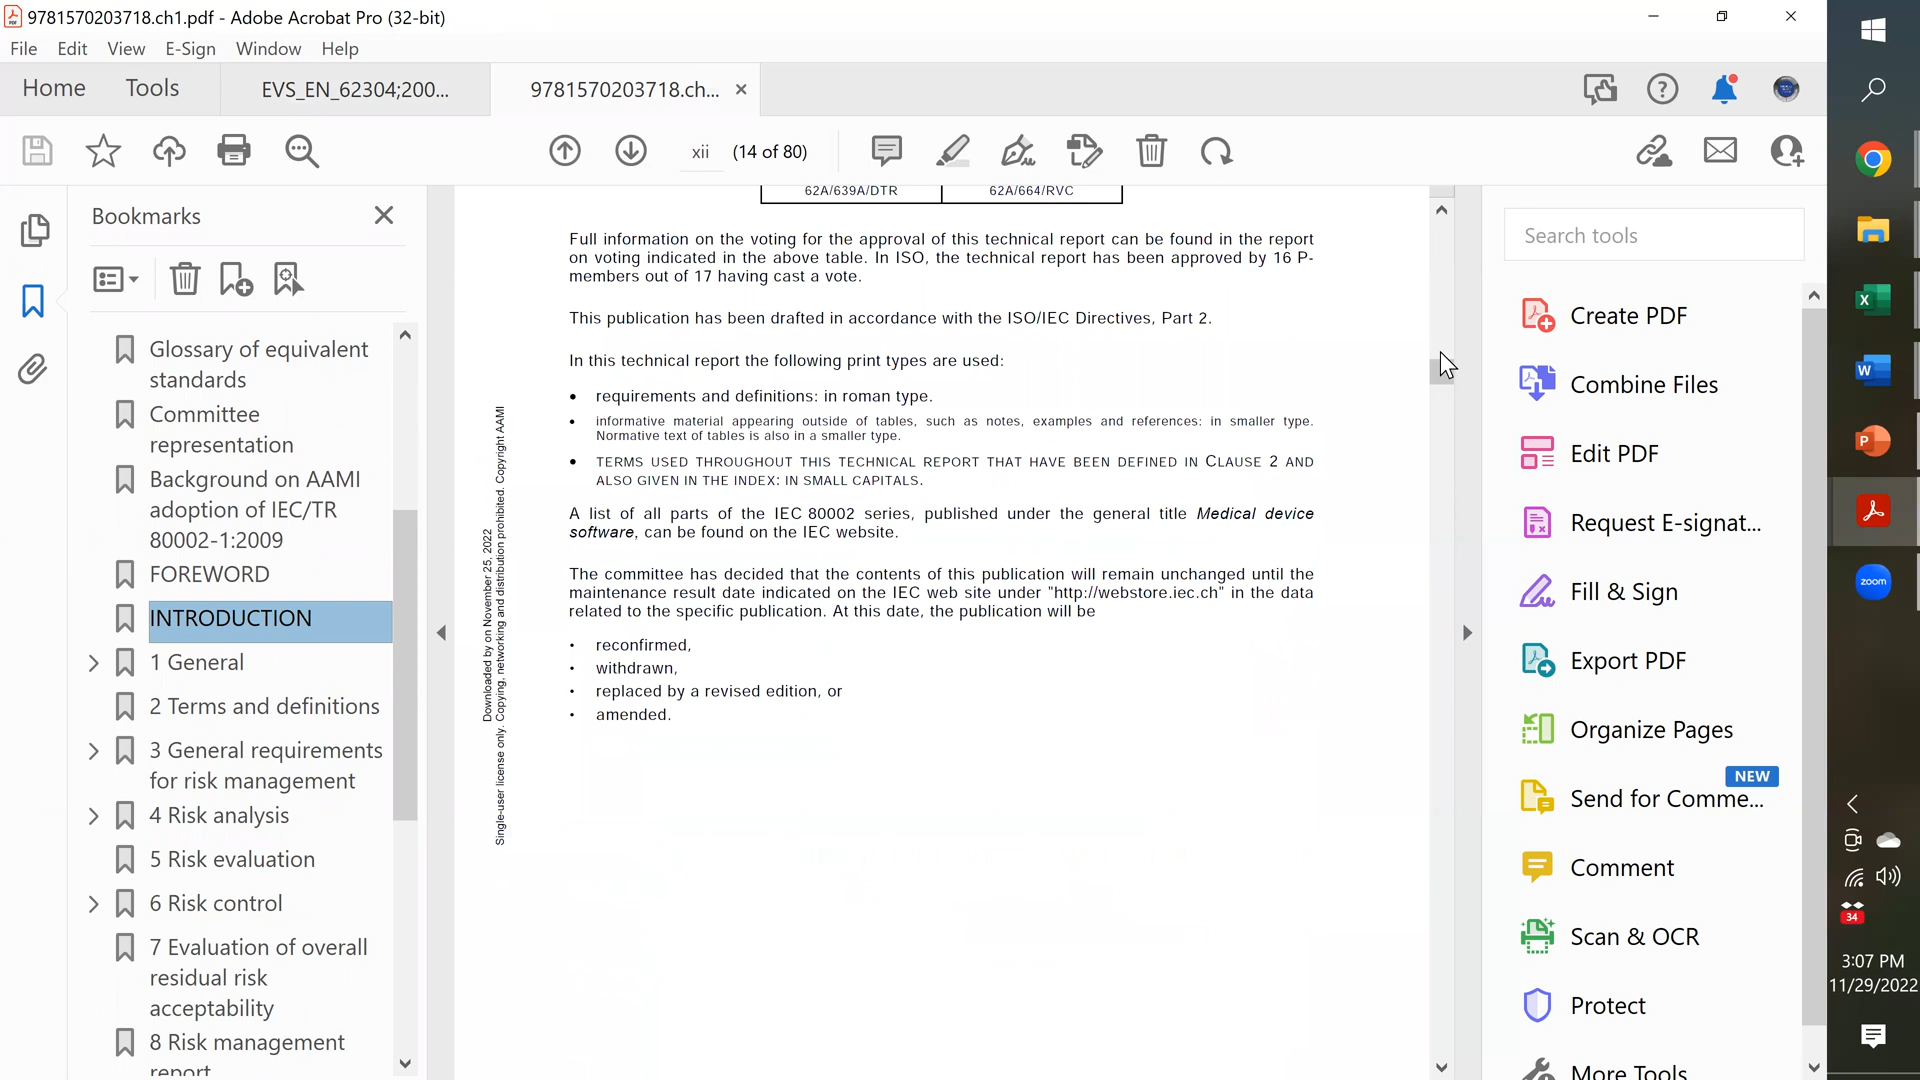 9781570203718.ch1.pdf - Adobe Acrobat Pro (32-bit)
File Edit View E-Sign Window Help
Home Tools EVS_EN_62304;200... 9781570203718.ch...
xii (14 of 80)
Bookmarks
Glossary of equivalent
standards
Committee
representation
Background on AAMI
adoption of IEC/TR
80002-1:2009
FOREWORD
INTRODUCTION
1 General
2 Terms and definitions
3 General requirements
for risk management
4 Risk analysis
5 Risk evaluation
6 Risk control
7 Evaluation of overall
residual risk
acceptability
8 Risk management
report
Downloaded by on November 25, 2022
Single-user license only. Copying, networking and distribution prohibited. Copyright AAMI
62A/639A/DTR 62A/664/RVC
Full information on the voting for the approval of this technical report can be found in the report
on voting indicated in the above table. In ISO, the technical report has been approved by 16 P-
members out of 17 having cast a vote.
This publication has been drafted in accordance with the ISO/IEC Directives, Part 2.
In this technical report the following print types are used:
• requirements and definitions: in roman type.
• informative material appearing outside of tables, such as notes, examples and references: in smaller type.
Normative text of tables is also in a smaller type.
• TERMS USED THROUGHOUT THIS TECHNICAL REPORT THAT HAVE BEEN DEFINED IN CLAUSE 2 AND
ALSO GIVEN IN THE INDEX: IN SMALL CAPITALS.
A list of all parts of the IEC 80002 series, published under the general title Medical device
software, can be found on the IEC website.
The committee has decided that the contents of this publication will remain unchanged until the
maintenance result date indicated on the IEC web site under "http://webstore.iec.ch" in the data
related to the specific publication. At this date, the publication will be
• reconfirmed,
• withdrawn,
• replaced by a revised edition, or
• amended.
Search tools
Create PDF
Combine Files
Edit PDF
Request E-signat...
Fill & Sign
Export PDF
Organize Pages
NEW
Send for Comme...
Comment
Scan & OCR
Protect
More Tools
zoom
34
3:07 PM
11/29/2022